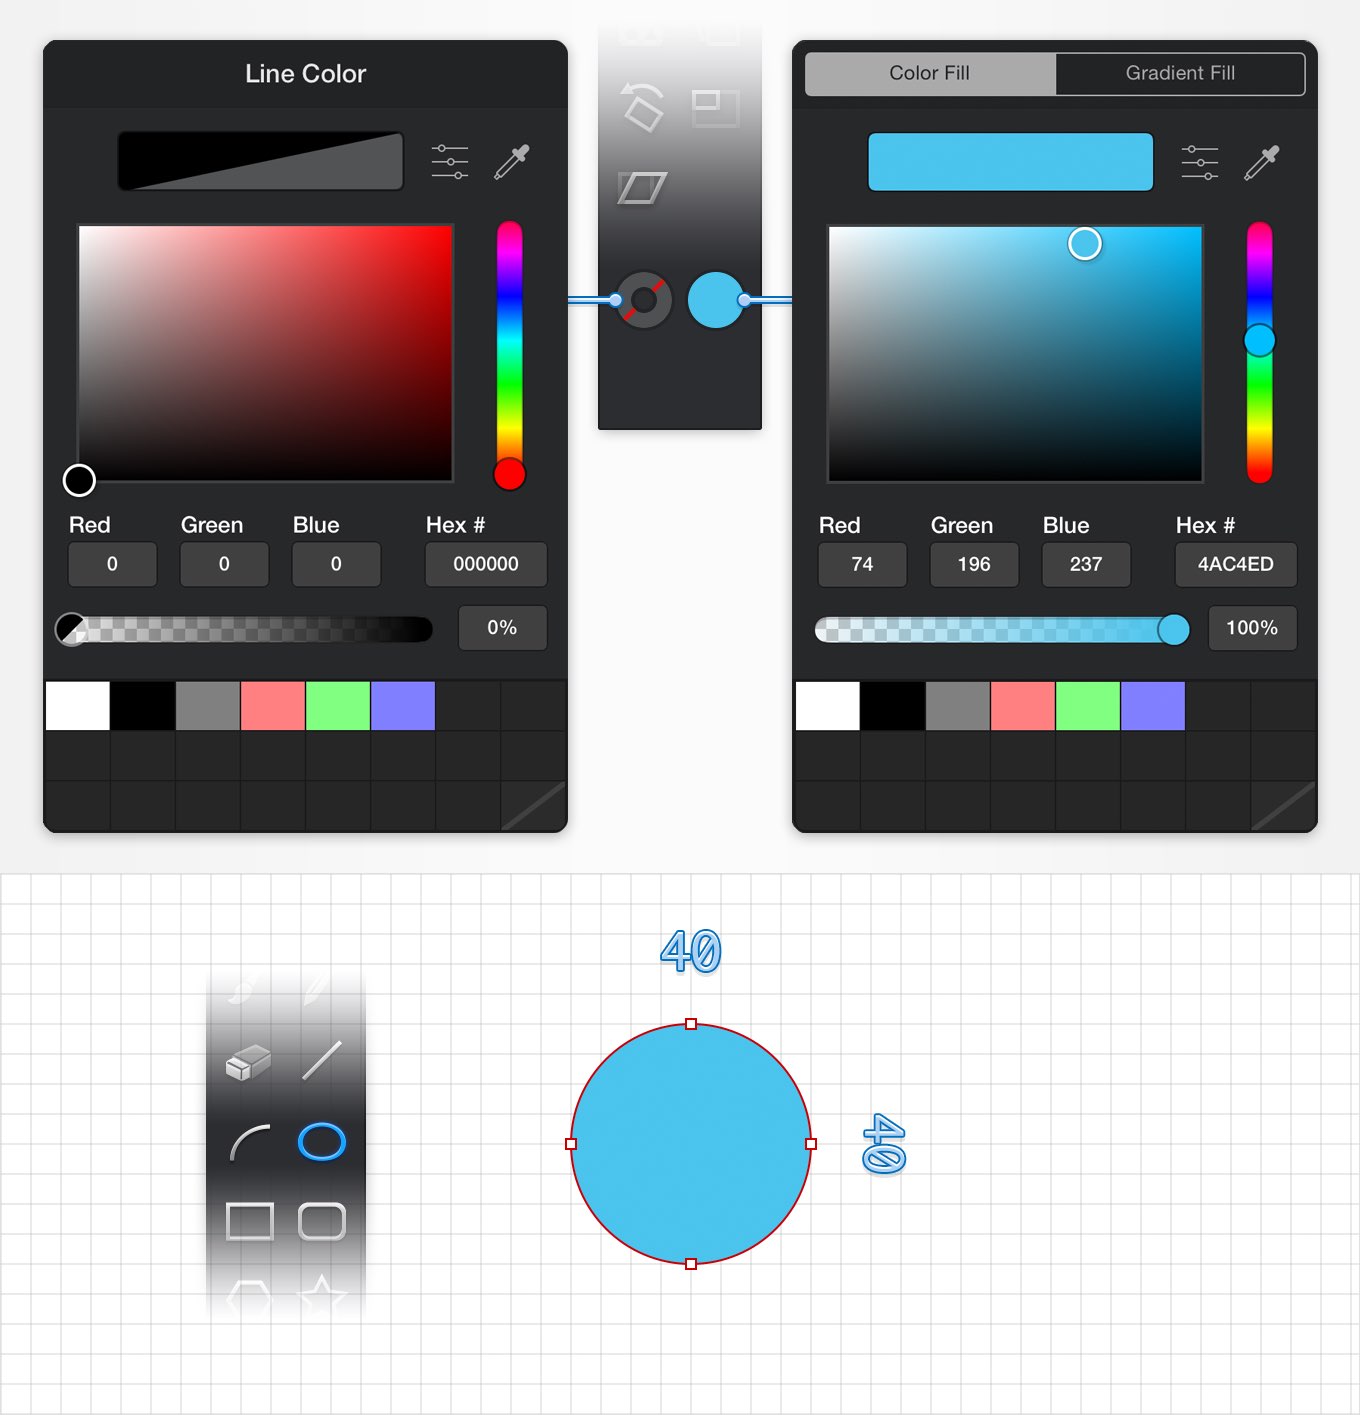 Line Color
Red Green Blue Hex #
0 0 0 000000
0%
Color Fill Gradient Fill
Red Green Blue Hex #
74 196 237 4AC4ED
100%
40
40